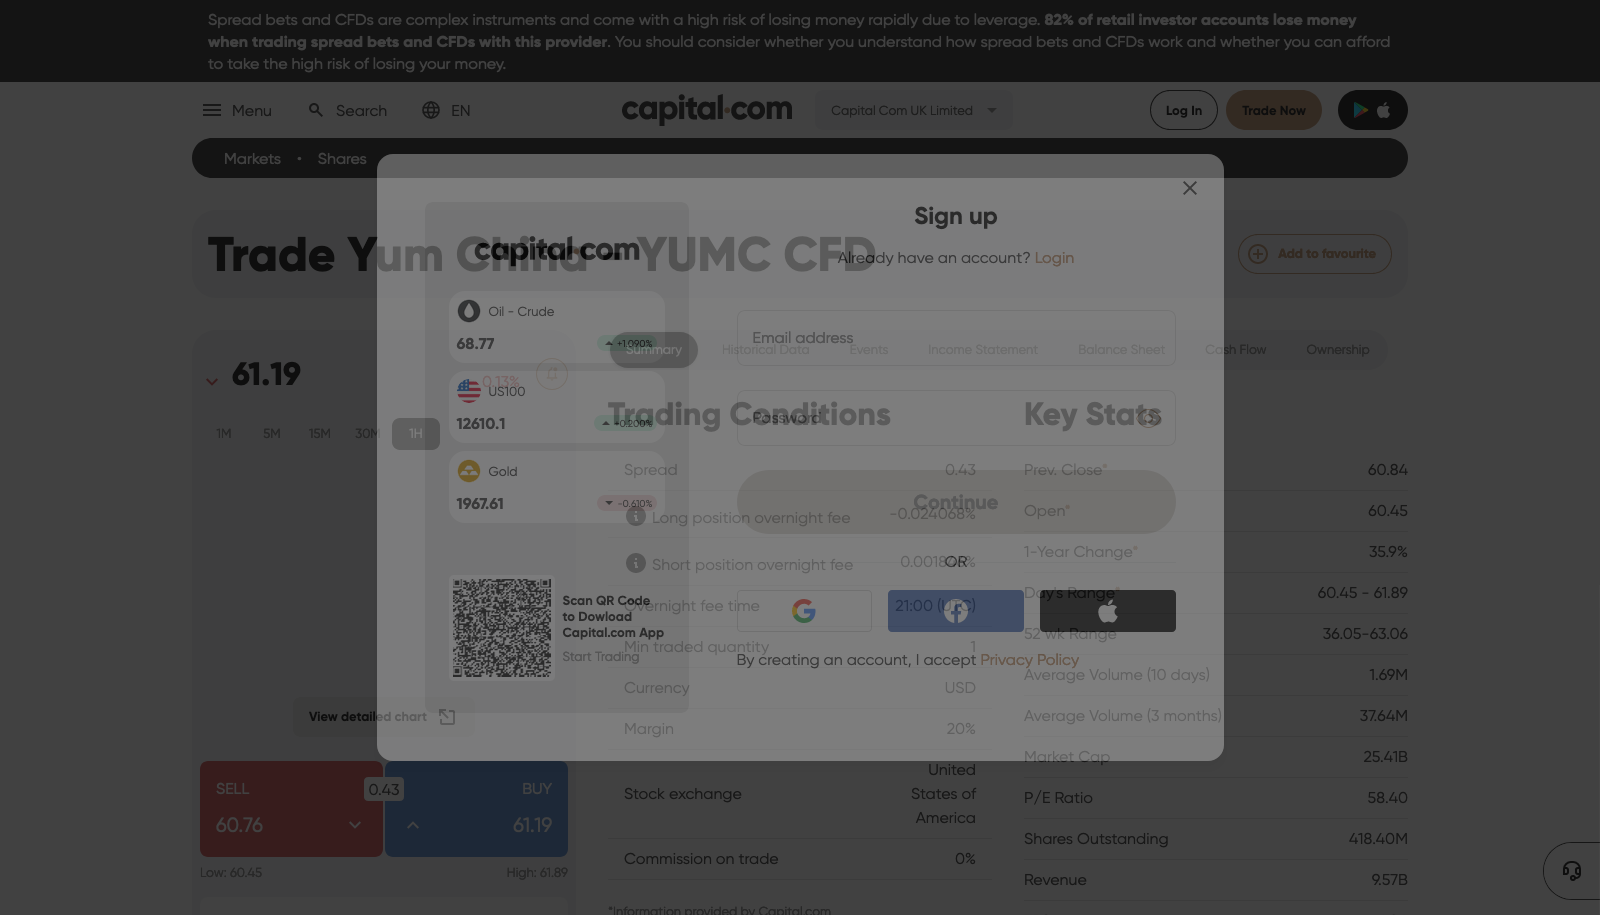 Spread bets and CFDs are complex instruments and come with a high risk of losing money rapidly due to leverage. 82% of retail investor accounts lose money
when trading spread bets and CFDs with this provider. You should consider whether you understand how spread bets and CFDs work and whether you can afford
to take the high risk of losing your money.
Menu
Search
EN
capital.com
Capital Com UK Limited
Log In
Trade Now
Markets • Shares
Trade Yum China - YUMC CFD
Add to favourite
Sign up
Already have an account? Login
Email address
Password
Continue
OR
By creating an account, I accept Privacy Policy
capital.com
Oil - Crude
68.77
+1.090%
US100
12610.1
+0.200%
Gold
1967.61
-0.610%
Scan QR Code
to Dowload
Capital.com App
Start Trading
61.19
0.13%
1M
5M
15M
30M
1H
View detailed chart
SELL
60.76
0.43
BUY
61.19
Low: 60.45
High: 61.89
Summary
Historical Data
Events
Income Statement
Balance Sheet
Cash Flow
Ownership
Trading Conditions
Spread 0.43
Long position overnight fee -0.024068%
Short position overnight fee
Overnight fee time 21:00 (UTC)
Min traded quantity 1
Currency USD
Margin 20%
Stock exchange United
States of
America
Commission on trade 0%
*Information provided by Capital.com
Key Stats
Prev. Close* 60.84
Open* 60.45
1-Year Change* 35.9%
Day's Range* 60.45 - 61.89
52 wk Range 36.05-63.06
Average Volume (10 days) 1.69M
Average Volume (3 months) 37.64M
Market Cap 25.41B
P/E Ratio 58.40
Shares Outstanding 418.40M
Revenue 9.57B